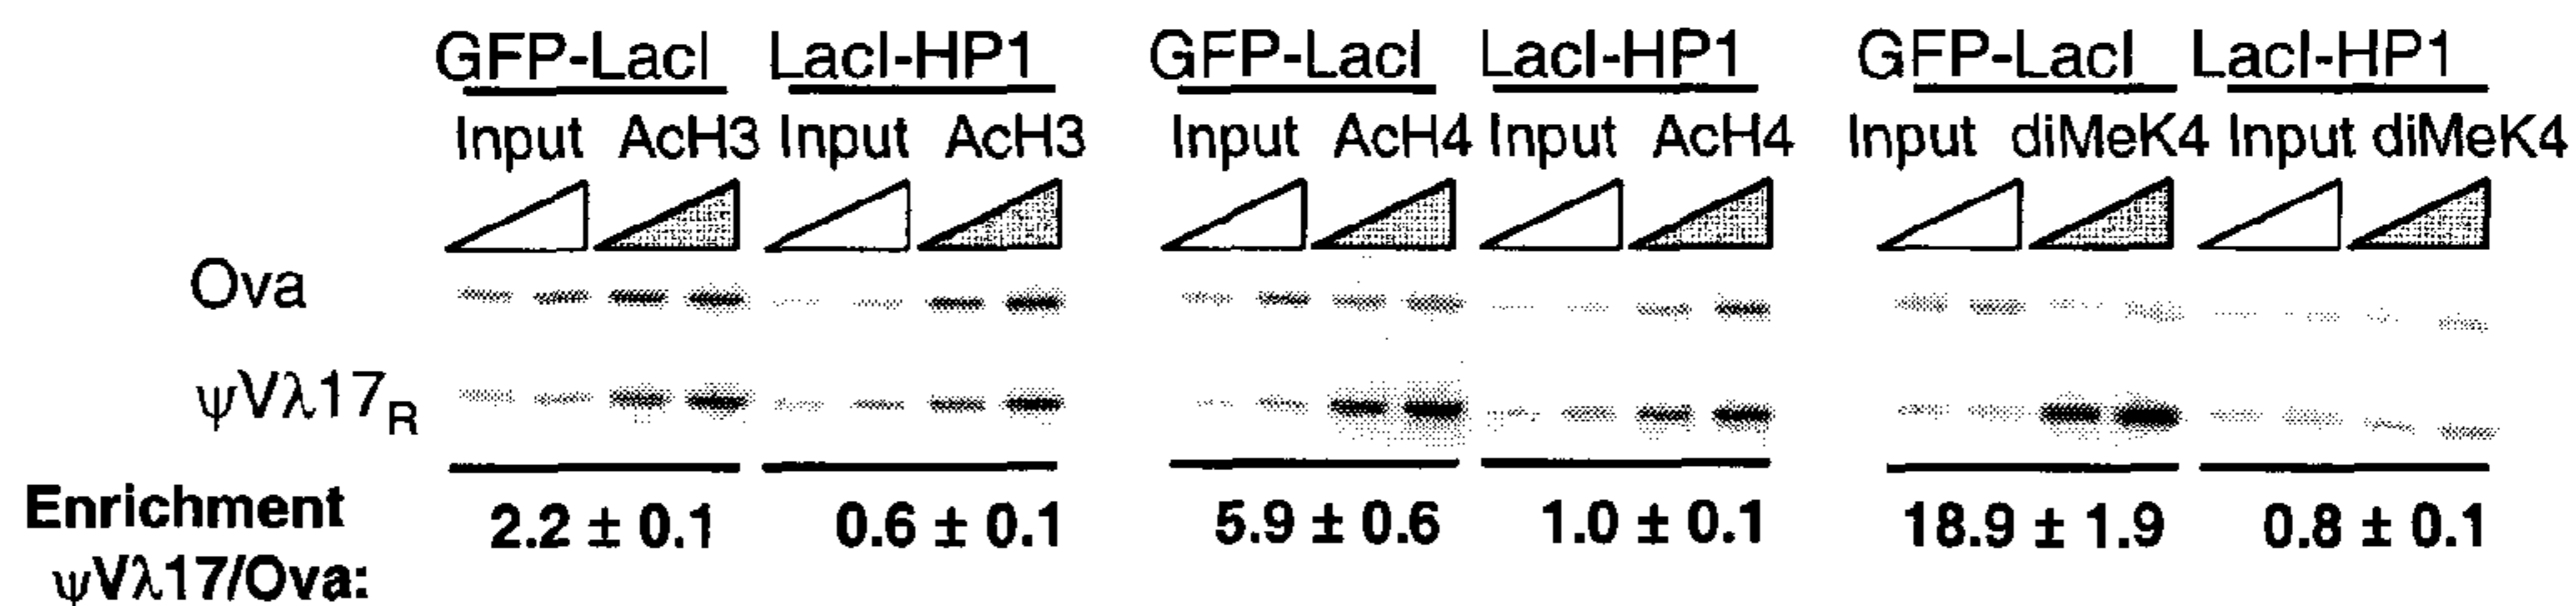 GFP-LacI LacI-HP1 GFP-LacI LacI-HP1 GFP-LacI LacI-HP1
Input AcH3 Input AcH3 Input AcH4 Input AcH4 Input diMeK4 Input diMeK4
Ova
ψVλ17R
Enrichment 2.2 ± 0.1 0.6 ± 0.1 5.9 ± 0.6 1.0 ± 0.1 18.9 ± 1.9 0.8 ± 0.1
ψVλ17/Ova: